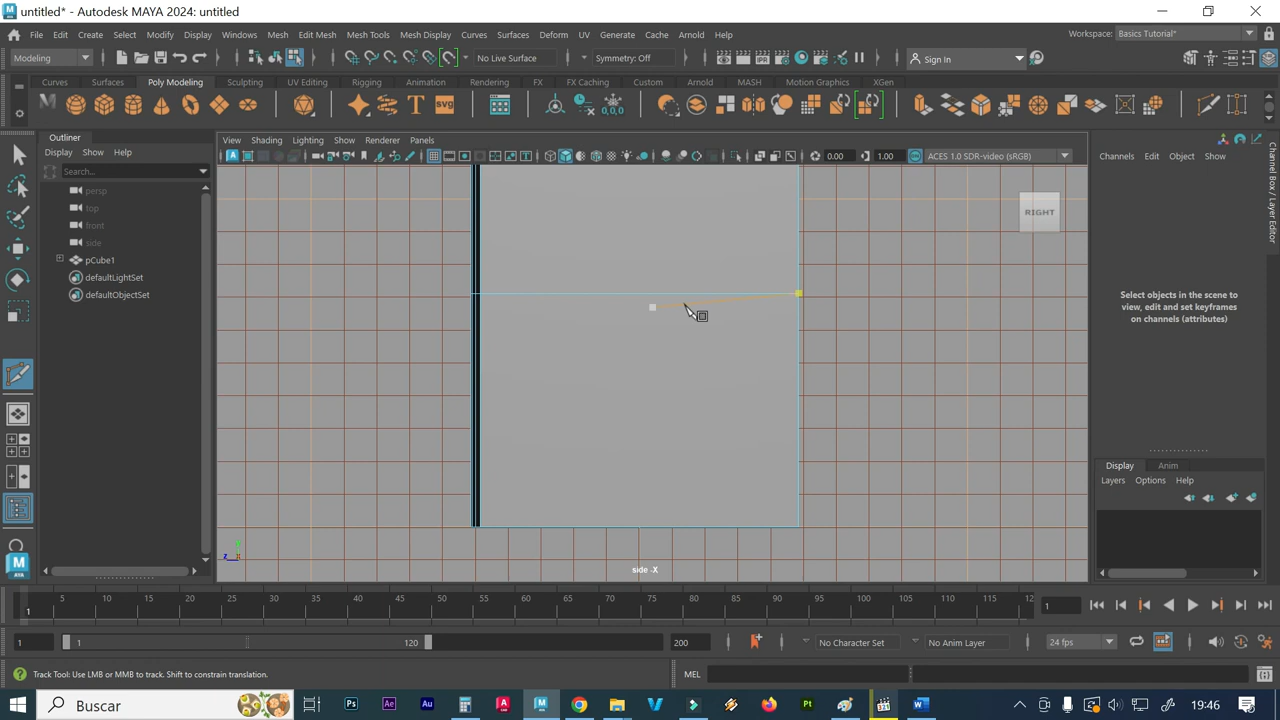 untitled* - Autodesk MAYA 2024: untitled
File Edit Create Select Modify Display Windows Mesh Edit Mesh Mesh Tools Mesh Display Curves Surfaces Deform UV Generate Cache Arnold Help Workspace: Basics Tutorial*
Modeling No Live Surface Symmetry: Off Sign In
Curves Surfaces Poly Modeling Sculpting UV Editing Rigging Animation Rendering FX FX Caching Custom Arnold MASH Motion Graphics XGen
Outliner
Display Show Help
Search...
persp
top
front
side
pCube1
defaultLightSet
defaultObjectSet
View Shading Lighting Show Renderer Panels
0.00 1.00 ACES 1.0 SDR-video (sRGB)
RIGHT
side -X
Channels Edit Object Show
Channel Box / Layer Editor
Select objects in the scene to
view, edit and set keyframes
on channels (attributes)
Display Anim
Layers Options Help
1 5 10 15 20 25 30 35 40 45 50 55 60 65 70 75 80 85 90 95 100 105 110 115 12 1
1 1 120 200 No Character Set No Anim Layer 24 fps
Track Tool: Use LMB or MMB to track. Shift to constrain translation. MEL
Buscar 19:46